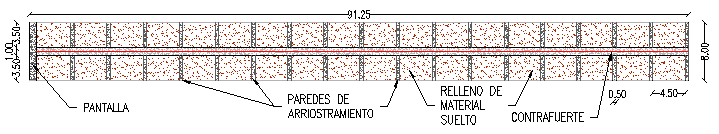 91.25
3.50
1.00
3.50
8.00
PANTALLA
PAREDES DE
ARRIOSTRAMIENTO
RELLENO DE
MATERIAL
SUELTO
CONTRAFUERTE
0.50
4.50